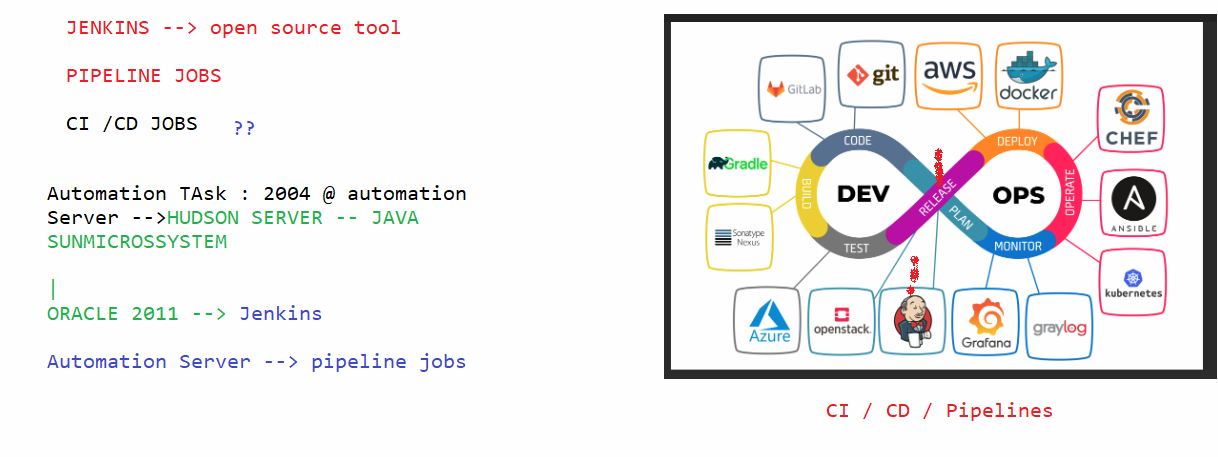 JENKINS --> open source tool
PIPELINE JOBS
CI /CD JOBS ??
Automation TAsk : 2004 @ automation
Server -->HUDSON SERVER -- JAVA
SUNMICROSSYSTEM
|
ORACLE 2011 --> Jenkins
Automation Server --> pipeline jobs
GitLab
git
aws
docker
CHEF
Gradle
CODE
DEPLOY
BUILD
DEV
RELEASE
OPS
OPERATE
ANSIBLE
Sonatype
Nexus
PLAN
TEST
MONITOR
kubernetes
Azure
openstack.
Grafana
graylog
CI / CD / Pipelines